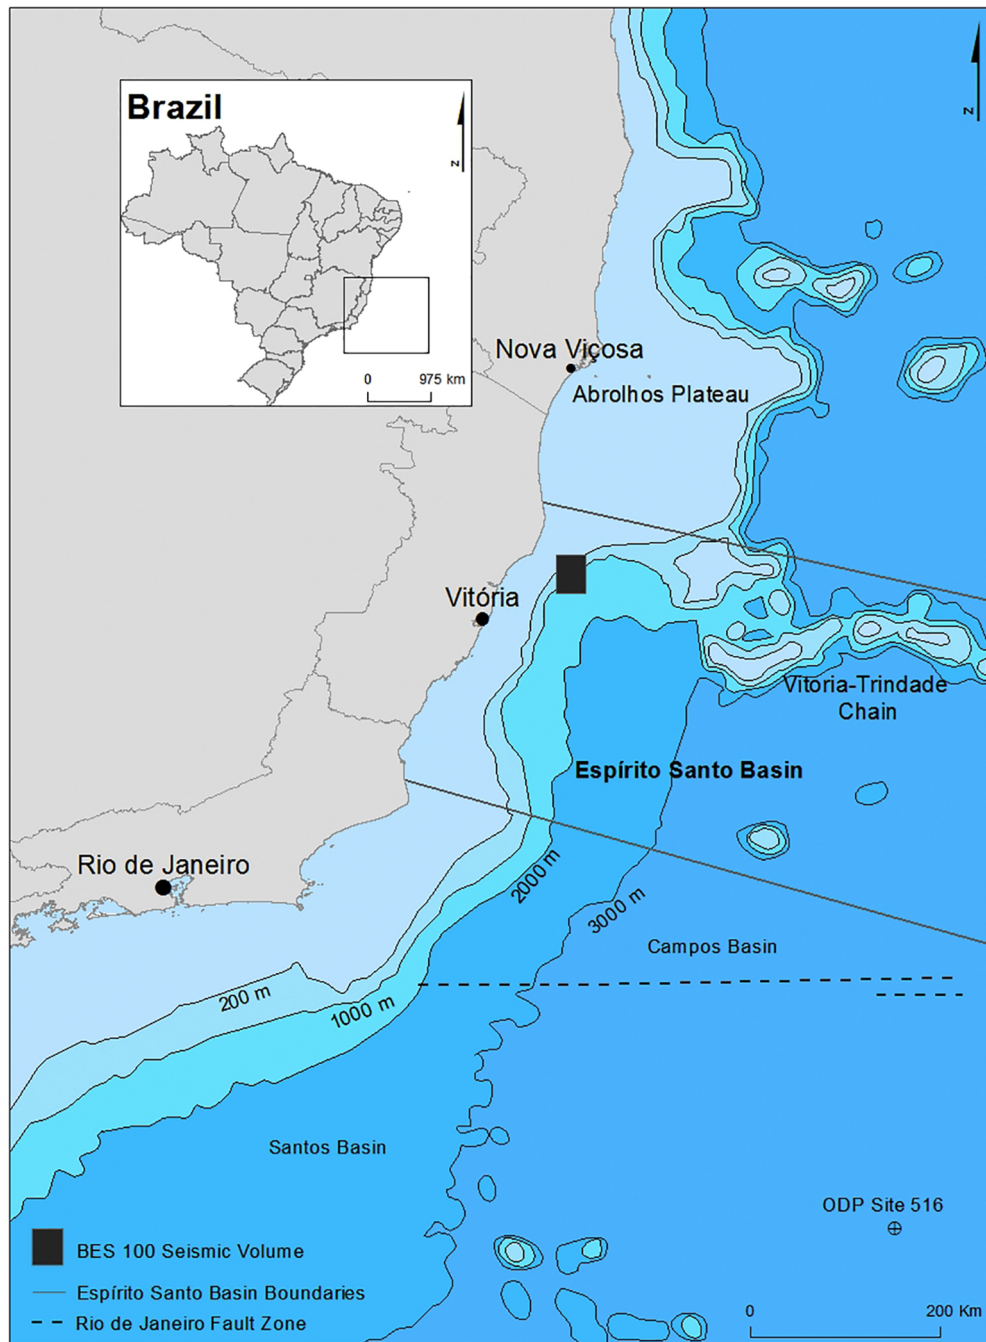 Brazil
N
N
0 975 km
Nova Viçosa
Abrolhos Plateau
Vitória
Vitoria-Trindade
Chain
Espírito Santo Basin
Rio de Janeiro
2000 m
3000 m
Campos Basin
200 m
1000 m
Santos Basin
ODP Site 516
BES 100 Seismic Volume
Espírito Santo Basin Boundaries
Rio de Janeiro Fault Zone
0 200 Km